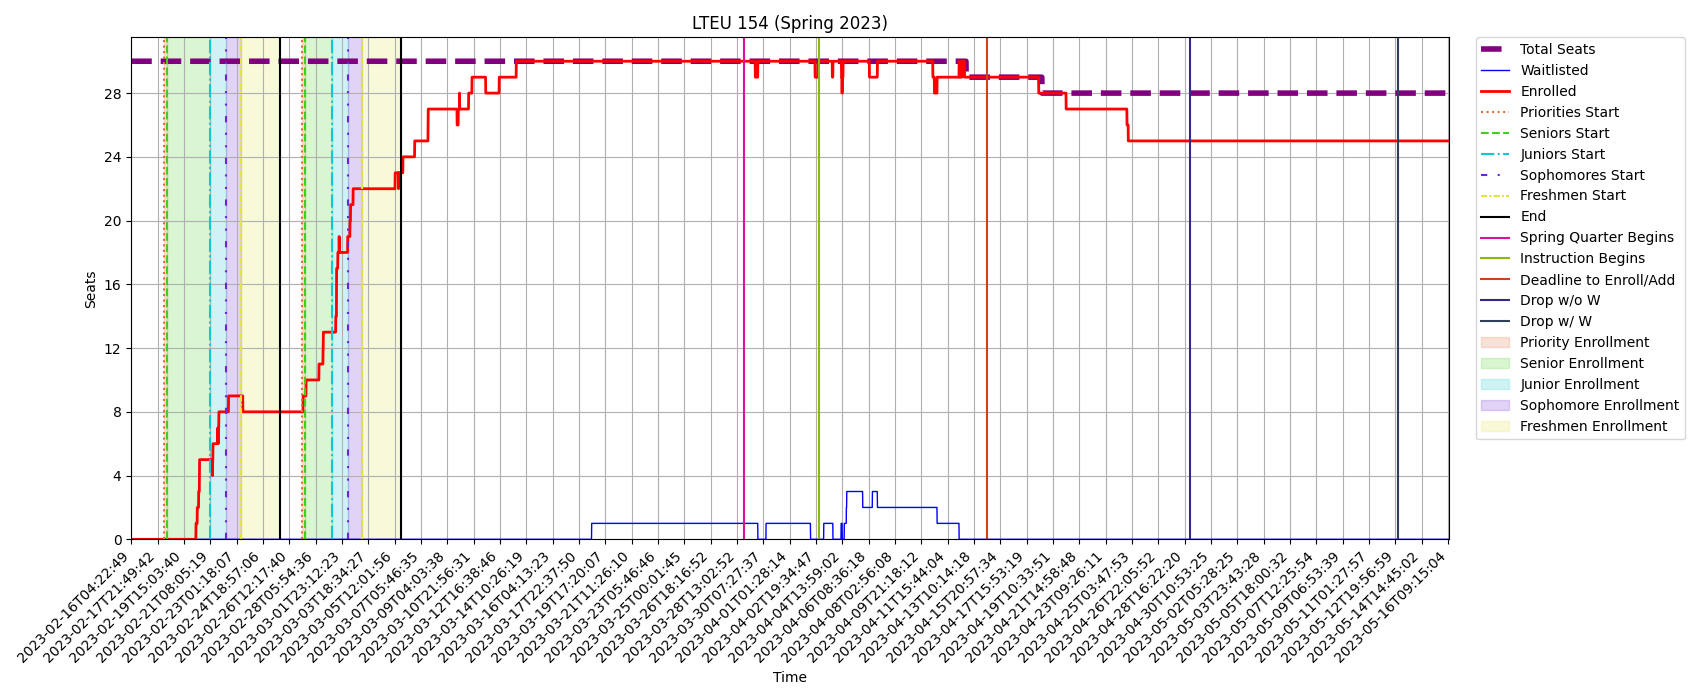 LTEU 154 (Spring 2023)
Seats
28
24
20
16
12
8
4
0
2023-02-16T04:22:49
2023-02-17T21:49:42
2023-02-19T15:03:40
2023-02-21T08:05:19
2023-02-23T01:18:07
2023-02-24T18:57:06
2023-02-26T12:17:40
2023-02-28T05:54:36
2023-03-01T23:12:23
2023-03-03T18:34:27
2023-03-05T12:01:56
2023-03-07T05:46:35
2023-03-09T04:03:38
2023-03-10T21:56:31
2023-03-14T10:26:19
2023-03-16T04:13:23
2023-03-17T22:37:50
2023-03-19T17:20:07
2023-03-21T11:26:10
2023-03-23T05:46:46
2023-03-25T00:01:45
2023-03-26T18:16:52
2023-03-28T13:02:52
2023-03-30T07:27:37
2023-04-01T01:28:14
2023-04-02T19:34:47
2023-04-04T13:59:02
2023-04-06T08:36:18
2023-04-08T02:56:08
2023-04-09T21:18:12
2023-04-11T15:44:04
2023-04-13T10:14:18
2023-04-15T20:57:34
2023-04-17T15:53:19
2023-04-19T10:33:51
2023-04-21T14:58:48
2023-04-23T09:26:11
2023-04-25T03:47:53
2023-04-26T22:05:52
2023-04-28T16:22:20
2023-04-30T10:53:25
2023-05-02T05:28:25
2023-05-03T23:43:28
2023-05-05T18:00:32
2023-05-07T12:25:54
2023-05-09T06:53:39
2023-05-11T01:27:57
2023-05-12T19:56:59
2023-05-14T14:45:02
2023-05-16T09:15:04
Time
Total Seats
Waitlisted
Enrolled
Priorities Start
Seniors Start
Juniors Start
Sophomores Start
Freshmen Start
End
Spring Quarter Begins
Instruction Begins
Deadline to Enroll/Add
Drop w/o W
Drop w/ W
Priority Enrollment
Senior Enrollment
Junior Enrollment
Sophomore Enrollment
Freshmen Enrollment